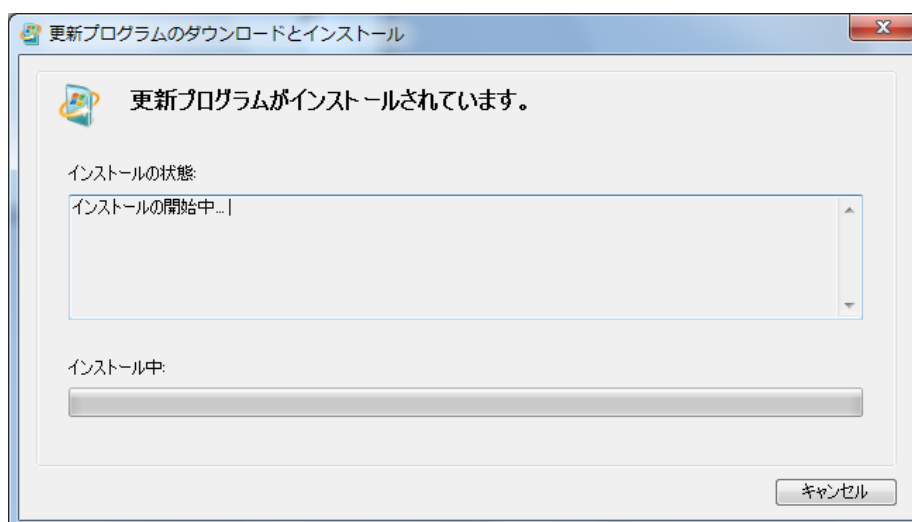 更新プログラムのダウンロードとインストール
更新プログラムがインストールされています。
インストールの状態:
インストールの開始中...
インストール中:
キャンセル